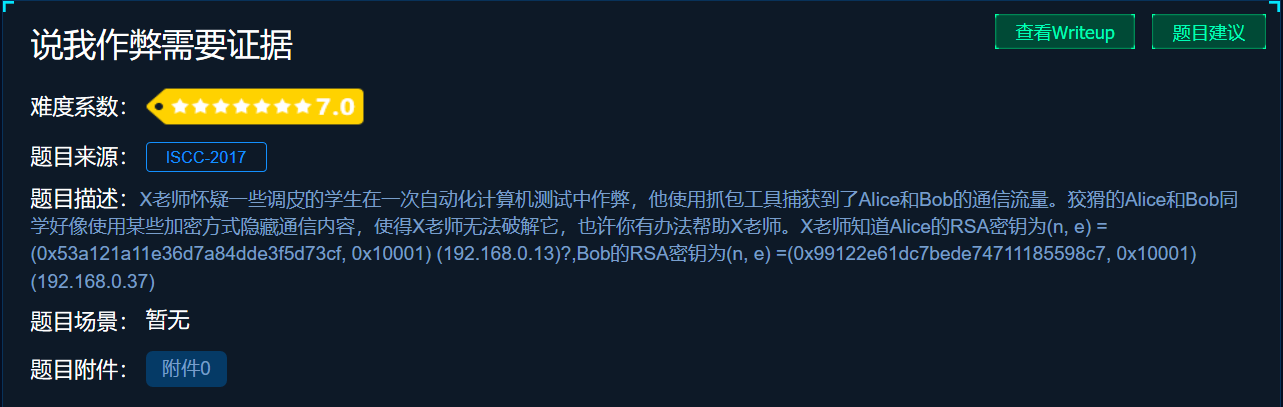 说我作弊需要证据
查看Writeup
题目建议
难度系数： 7.0
题目来源： ISCC-2017
题目描述：X老师怀疑一些调皮的学生在一次自动化计算机测试中作弊，他使用抓包工具捕获到了Alice和Bob的通信流量。狡猾的Alice和Bob同
学好像使用某些加密方式隐藏通信内容，使得X老师无法破解它，也许你有办法帮助X老师。X老师知道Alice的RSA密钥为(n, e) =
(0x53a121a11e36d7a84dde3f5d73cf, 0x10001) (192.168.0.13)?,Bob的RSA密钥为(n, e) =(0x99122e61dc7bede74711185598c7, 0x10001)
(192.168.0.37)
题目场景： 暂无
题目附件： 附件0